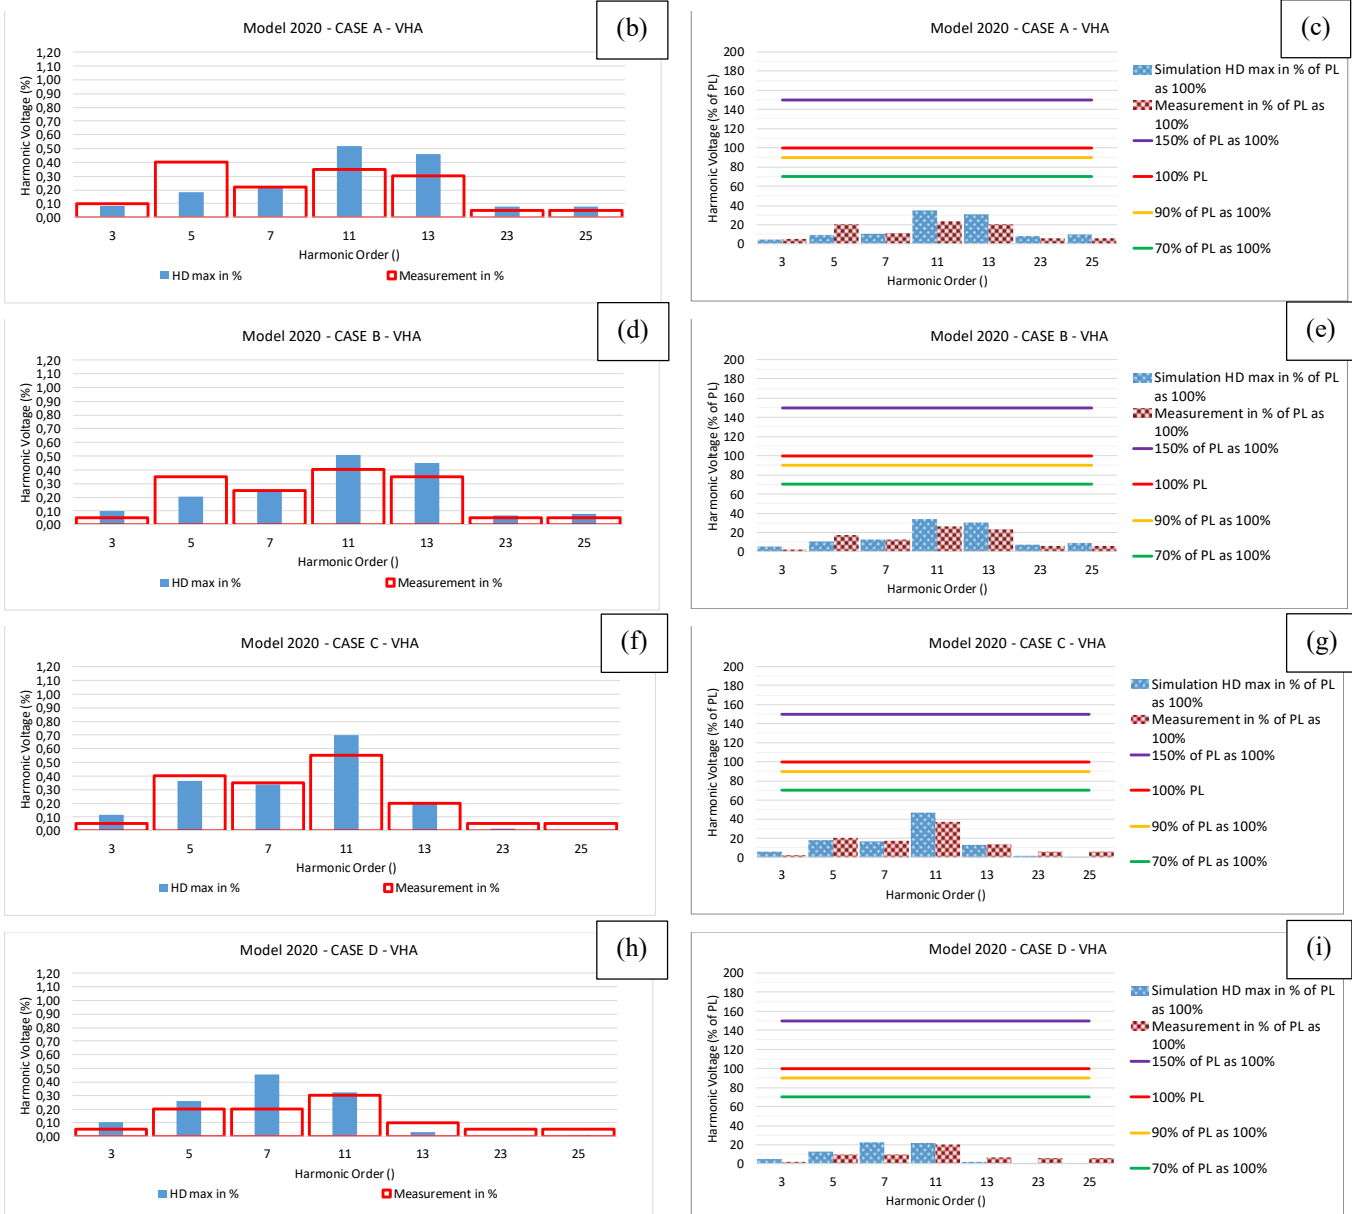 Model 2020 - CASE A - VHA
(b)
Harmonic Voltage (%)
1,20
1,10
1,00
0,90
0,80
0,70
0,60
0,50
0,40
0,30
0,20
0,10
0,00
3 5 7 11 13 23 25
Harmonic Order ()
HD max in % Measurement in %
Model 2020 - CASE A - VHA
(c)
Harmonic Voltage (% of PL)
200
180
160
140
120
100
80
60
40
20
0
3 5 7 11 13 23 25
Harmonic Order ()
Simulation HD max in % of PL
as 100%
Measurement in % of PL as
100%
150% of PL as 100%
100% PL
90% of PL as 100%
70% of PL as 100%
Model 2020 - CASE B - VHA
(d)
Harmonic Voltage (%)
1,20
1,10
1,00
0,90
0,80
0,70
0,60
0,50
0,40
0,30
0,20
0,10
0,00
3 5 7 11 13 23 25
Harmonic Order ()
HD max in % Measurement in %
Model 2020 - CASE B - VHA
(e)
Harmonic Voltage (% of PL)
200
180
160
140
120
100
80
60
40
20
0
3 5 7 11 13 23 25
Harmonic Order ()
Simulation HD max in % of PL
as 100%
Measurement in % of PL as
100%
150% of PL as 100%
100% PL
90% of PL as 100%
70% of PL as 100%
Model 2020 - CASE C - VHA
(f)
Harmonic Voltage (%)
1,20
1,10
1,00
0,90
0,80
0,70
0,60
0,50
0,40
0,30
0,20
0,10
0,00
3 5 7 11 13 23 25
Harmonic Order ()
HD max in % Measurement in %
Model 2020 - CASE C - VHA
(g)
Harmonic Voltage (% of PL)
200
180
160
140
120
100
80
60
40
20
0
3 5 7 11 13 23 25
Harmonic Order ()
Simulation HD max in % of PL
as 100%
Measurement in % of PL as
100%
150% of PL as 100%
100% PL
90% of PL as 100%
70% of PL as 100%
Model 2020 - CASE D - VHA
(h)
Harmonic Voltage (%)
1,20
1,10
1,00
0,90
0,80
0,70
0,60
0,50
0,40
0,30
0,20
0,10
0,00
3 5 7 11 13 23 25
Harmonic Order ()
HD max in % Measurement in %
Model 2020 - CASE D - VHA
(i)
Harmonic Voltage (% of PL)
200
180
160
140
120
100
80
60
40
20
0
3 5 7 11 13 23 25
Harmonic Order ()
Simulation HD max in % of PL
as 100%
Measurement in % of PL as
100%
150% of PL as 100%
100% PL
90% of PL as 100%
70% of PL as 100%